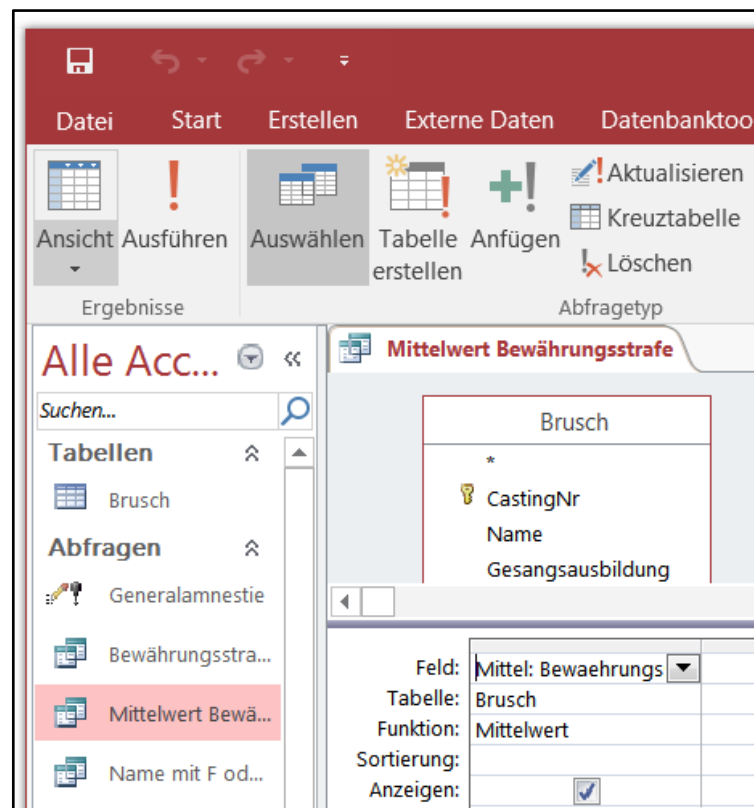 Datei Start Erstellen Externe Daten Datenbanktoo
Ansicht Ausführen Auswählen Tabelle erstellen Anfügen
Aktualisieren
Kreuztabelle
Löschen
Ergebnisse Abfragetyp
Alle Acc...
Suchen...
Tabellen
Brusch
Abfragen
Generalamnestie
Bewährungsstra...
Mittelwert Bewä...
Name mit F od...
Mittelwert Bewährungsstrafe
Brusch
*
CastingNr
Name
Gesangsausbildung
Feld: Mittel: Bewaehrungs
Tabelle: Brusch
Funktion: Mittelwert
Sortierung:
Anzeigen: